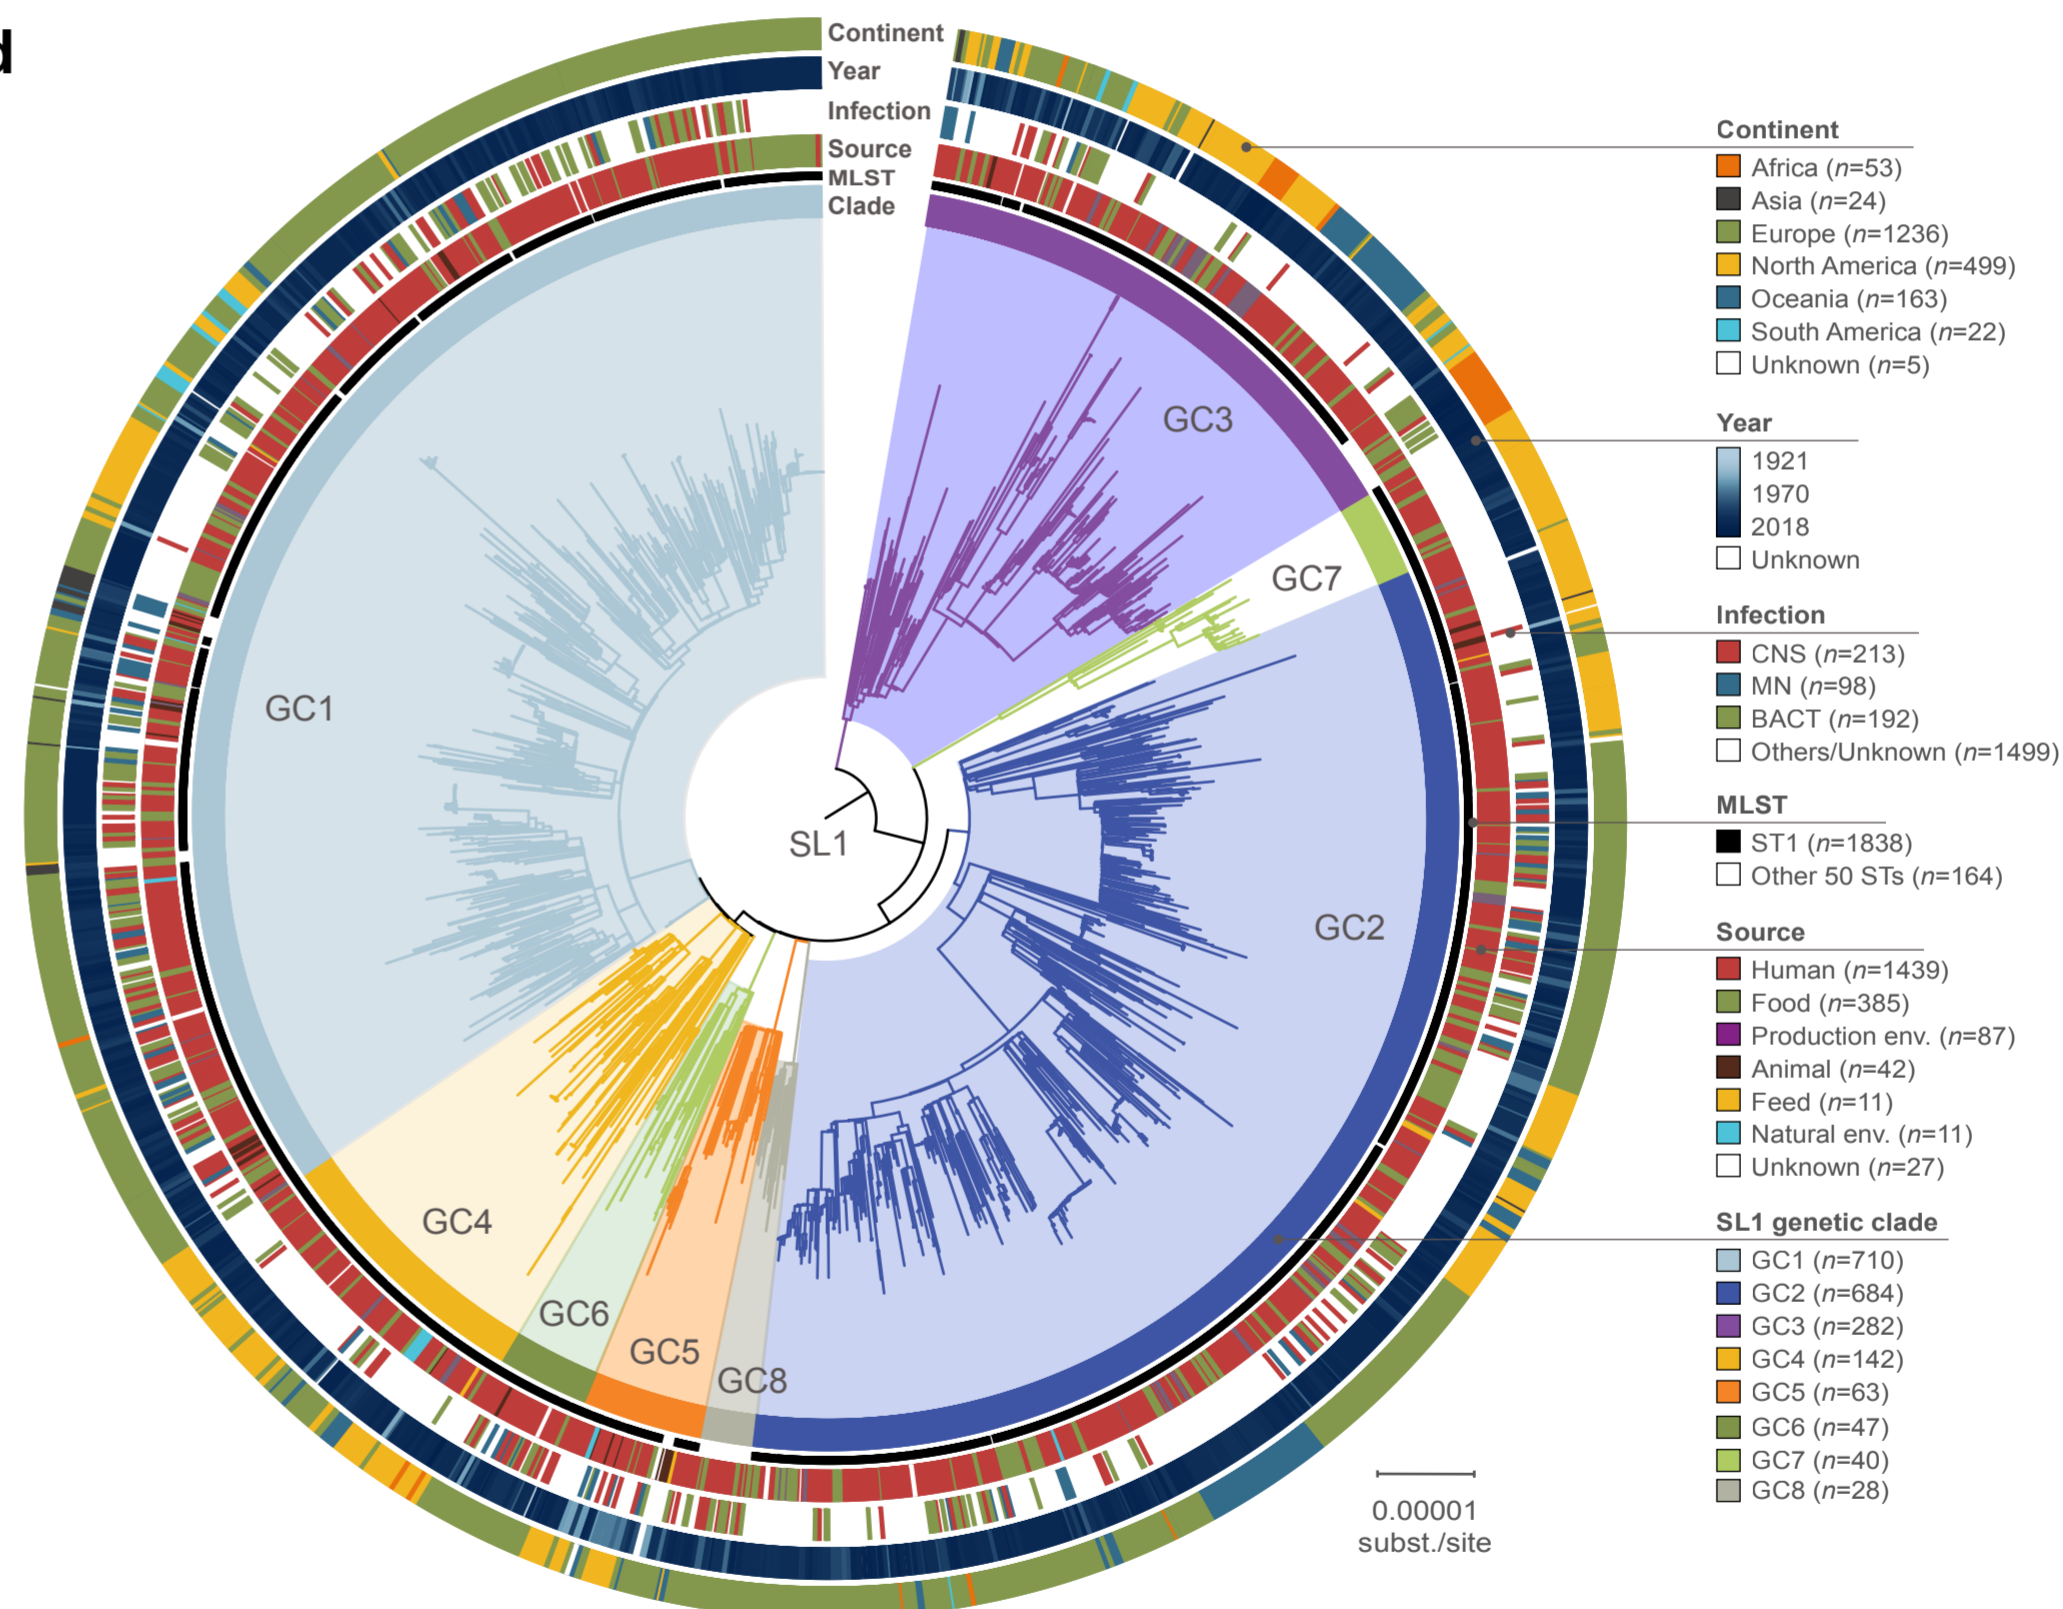 d
Continent
Year
Infection
Source
MLST
Clade
GC3
GC7
GC1
SL1
GC2
GC4
GC6
GC5
GC8
0.00001
subst./site
Continent
Africa (n=53)
Asia (n=24)
Europe (n=1236)
North America (n=499)
Oceania (n=163)
South America (n=22)
Unknown (n=5)
Year
1921
1970
2018
Unknown
Infection
CNS (n=213)
MN (n=98)
BACT (n=192)
Others/Unknown (n=1499)
MLST
ST1 (n=1838)
Other 50 STs (n=164)
Source
Human (n=1439)
Food (n=385)
Production env. (n=87)
Animal (n=42)
Feed (n=11)
Natural env. (n=11)
Unknown (n=27)
SL1 genetic clade
GC1 (n=710)
GC2 (n=684)
GC3 (n=282)
GC4 (n=142)
GC5 (n=63)
GC6 (n=47)
GC7 (n=40)
GC8 (n=28)